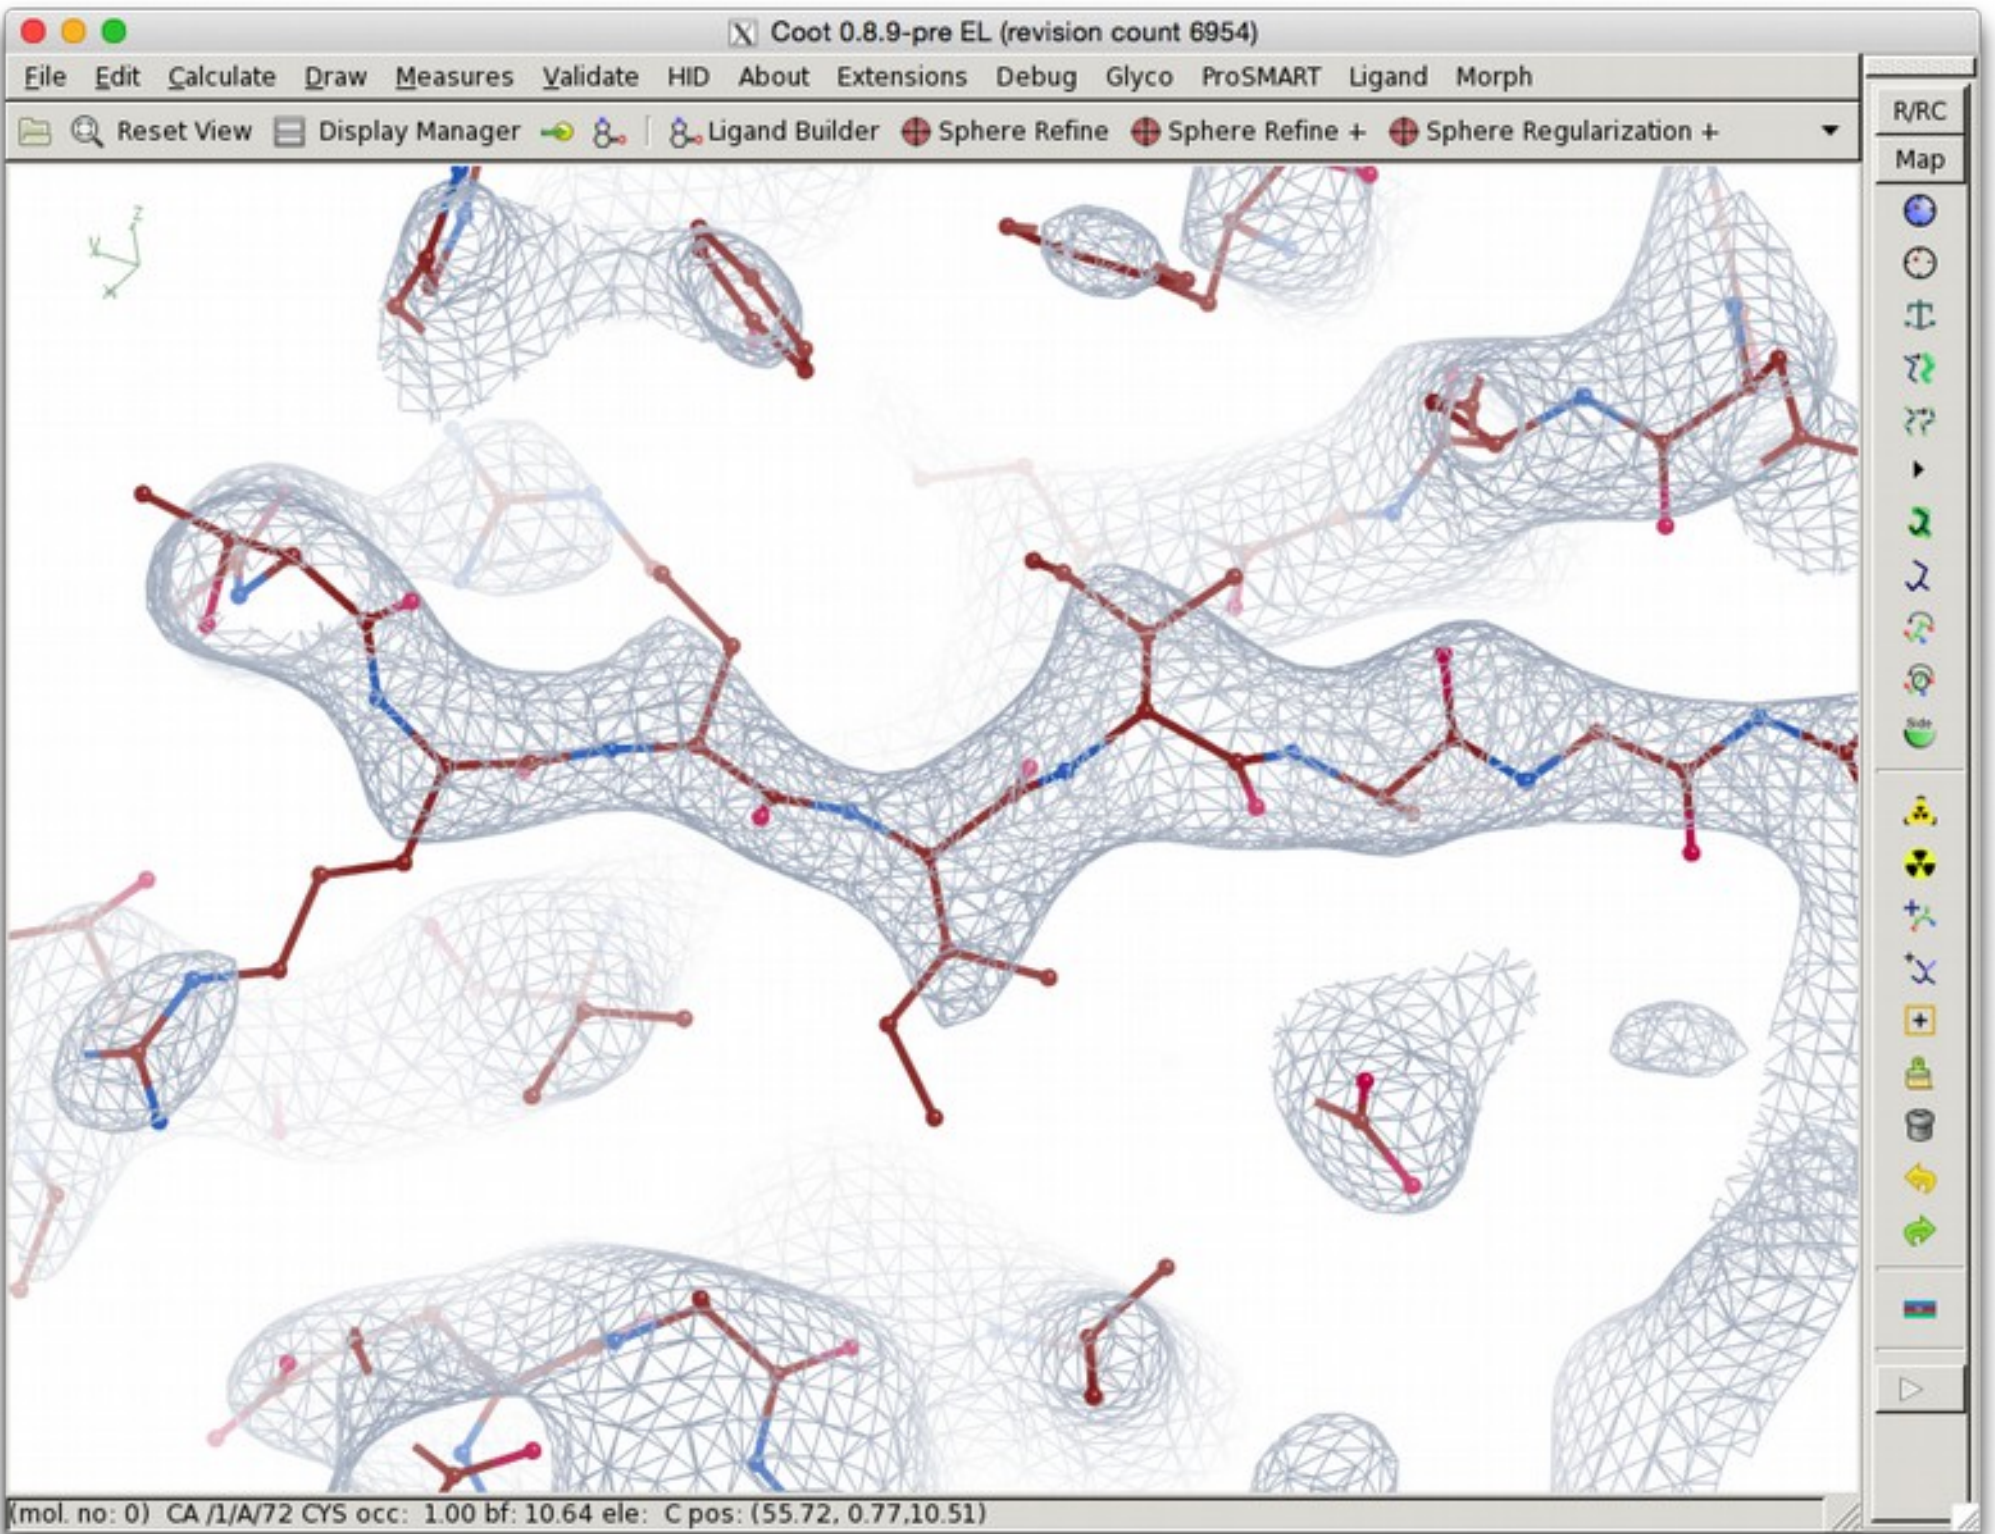 Coot 0.8.9-pre EL (revision count 6954)
File Edit Calculate Draw Measures Validate HID About Extensions Debug Glyco ProSMART Ligand Morph
R/RC
Reset View Display Manager Ligand Builder Sphere Refine Sphere Refine + Sphere Regularization +
Map
z
y
x
Side
(mol. no: 0) CA /1/A/72 CYS occ: 1.00 bf: 10.64 ele: C pos: (55.72, 0.77,10.51)